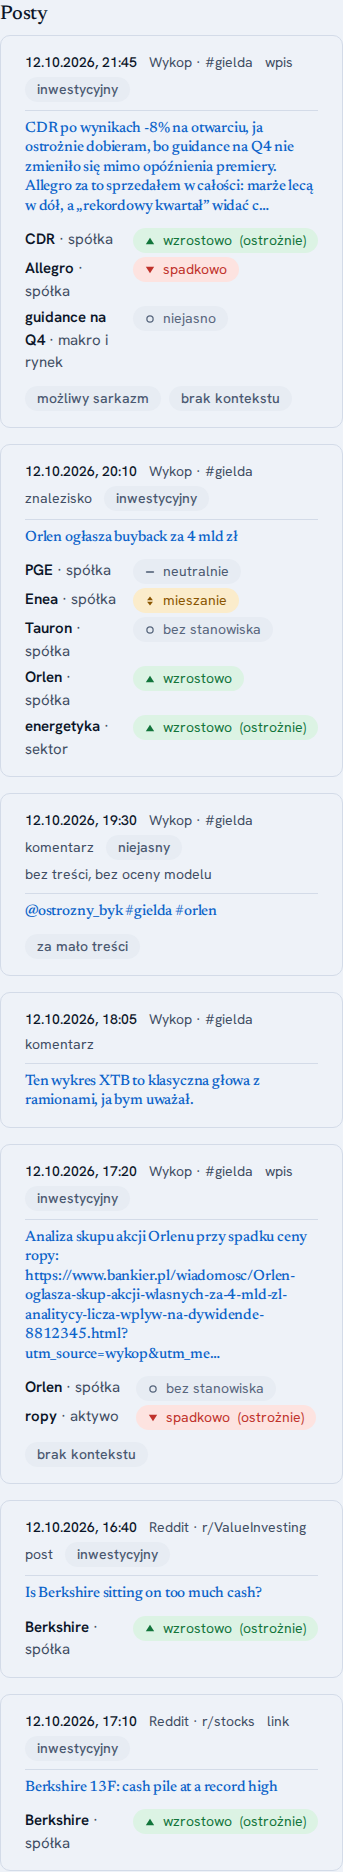 Posty
12.10.2026, 21:45 Wykop · #gielda wpis
inwestycyjny
CDR po wynikach -8% na otwarciu, ja
ostrożnie dobieram, bo guidance na Q4 nie
zmieniło się mimo opóźnienia premiery.
Allegro za to sprzedałem w całości: marże lecą
w dół, a „rekordowy kwartał” widać c…
CDR · spółka wzrostowo (ostrożnie)
Allegro · spadkowo
spółka
guidance na niejasno
Q4 · makro i
rynek
możliwy sarkazm brak kontekstu
12.10.2026, 20:10 Wykop · #gielda
znalezisko inwestycyjny
Orlen ogłasza buyback za 4 mld zł
PGE · spółka neutralnie
Enea · spółka mieszanie
Tauron · bez stanowiska
spółka
Orlen · wzrostowo
spółka
energetyka · wzrostowo (ostrożnie)
sektor
12.10.2026, 19:30 Wykop · #gielda
komentarz niejasny
bez treści, bez oceny modelu
@ostrozny_byk #gielda #orlen
za mało treści
12.10.2026, 18:05 Wykop · #gielda
komentarz
Ten wykres XTB to klasyczna głowa z
ramionami, ja bym uważał.
12.10.2026, 17:20 Wykop · #gielda wpis
inwestycyjny
Analiza skupu akcji Orlenu przy spadku ceny
ropy:
https://www.bankier.pl/wiadomosc/Orlen-
oglasza-skup-akcji-wlasnych-za-4-mld-zl-
analitycy-licza-wplyw-na-dywidende-
8812345.html?
utm_source=wykop&utm_me…
Orlen · spółka bez stanowiska
ropy · aktywo spadkowo (ostrożnie)
brak kontekstu
12.10.2026, 16:40 Reddit · r/ValueInvesting
post inwestycyjny
Is Berkshire sitting on too much cash?
Berkshire · wzrostowo (ostrożnie)
spółka
12.10.2026, 17:10 Reddit · r/stocks link
inwestycyjny
Berkshire 13F: cash pile at a record high
Berkshire · wzrostowo (ostrożnie)
spółka